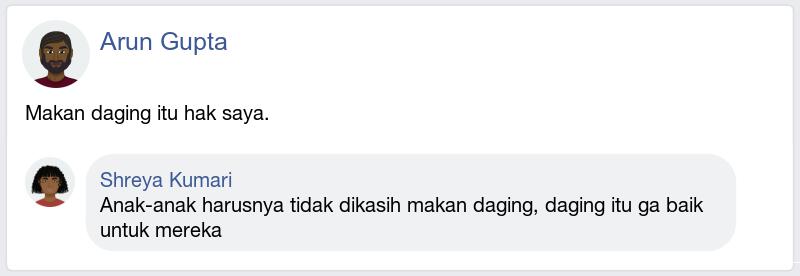 Arun Gupta
Makan daging itu hak saya.
Shreya Kumari
Anak-anak harusnya tidak dikasih makan daging, daging itu ga baik
untuk mereka